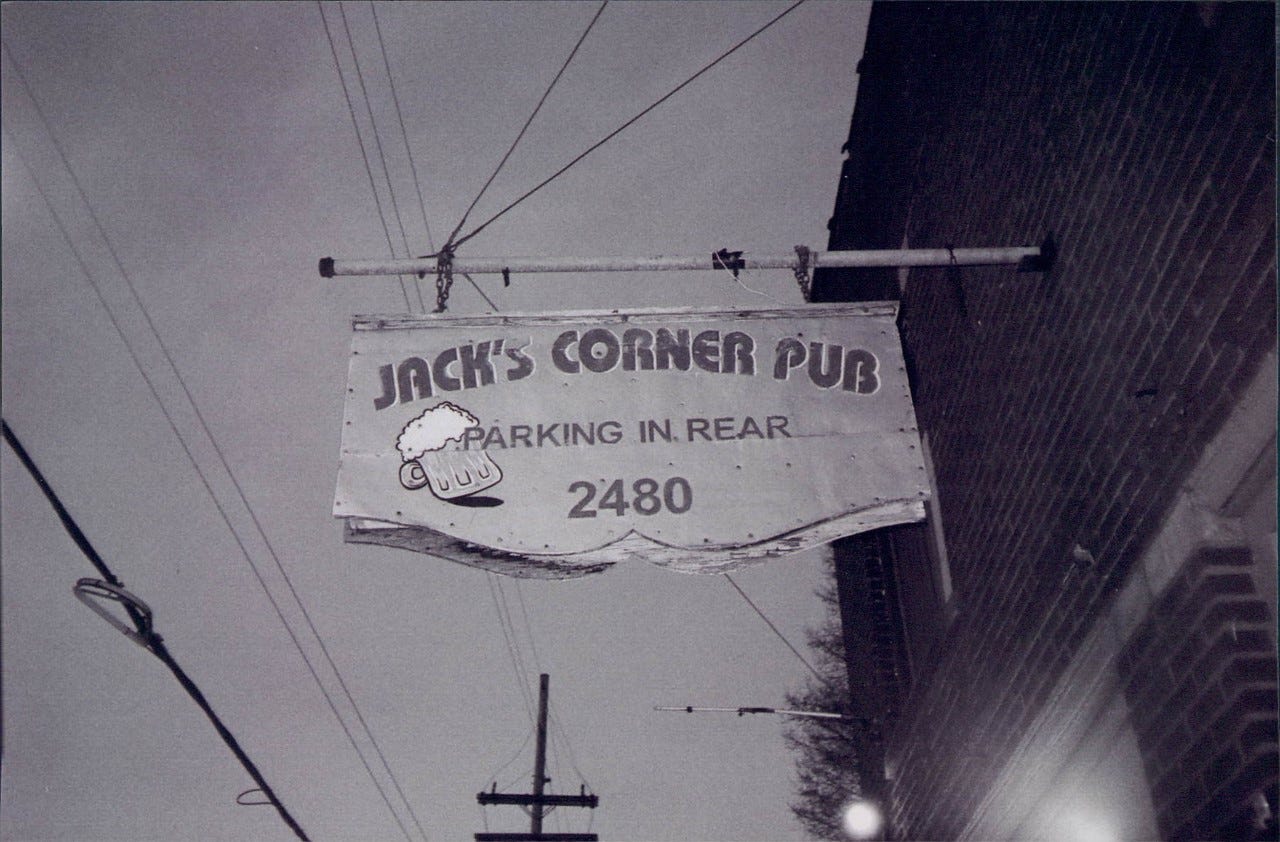 JACK'S CORNER PUB
PARKING IN REAR
2480